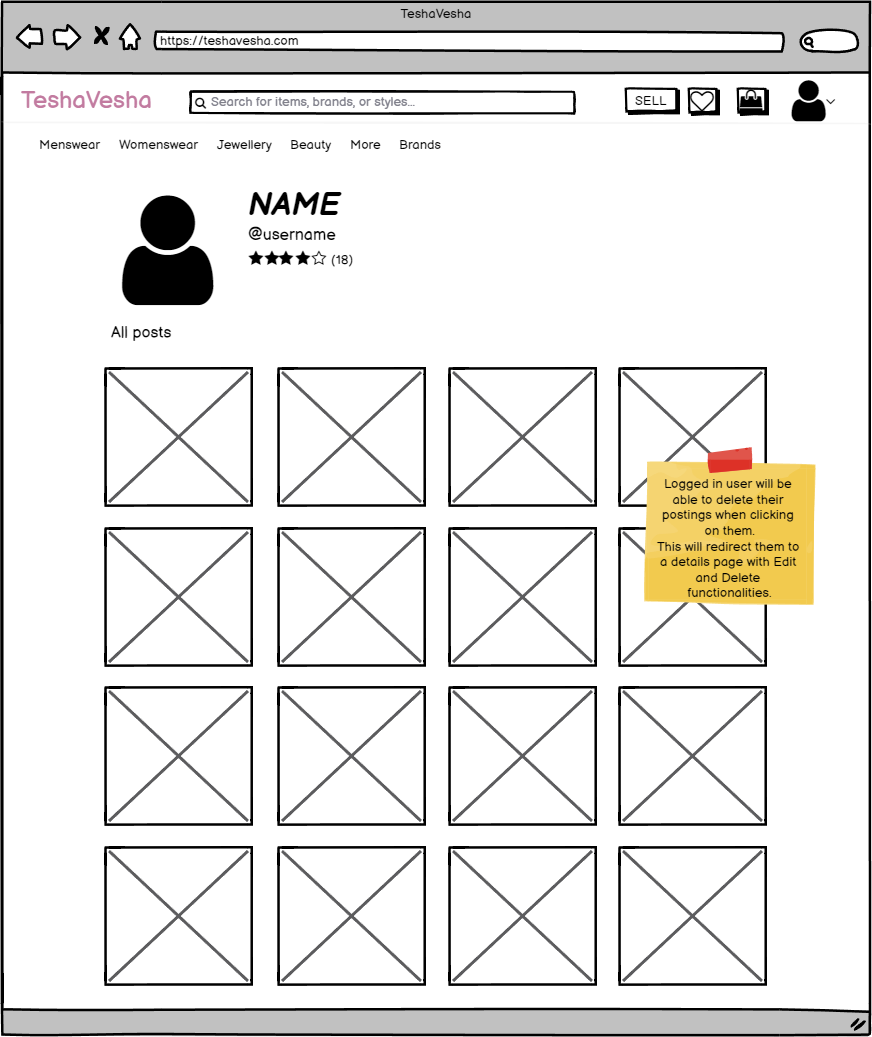 TeshaVesha
https://teshavesha.com
TeshaVesha
Search for items, brands, or styles...
SELL
Menswear Womenswear Jewellery Beauty More Brands
NAME
@username
(18)
All posts
Logged in user will be
able to delete their
postings when clicking
on them.
This will redirect them to
a details page with Edit
and Delete
functionalities.